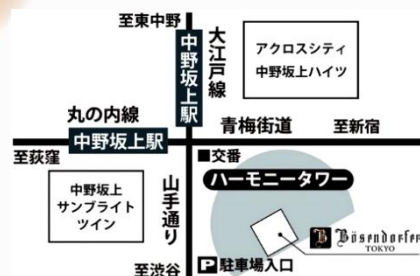 至東中野
大江戸線
中野坂上駅
アクロスシティ
中野坂上ハイツ
丸の内線
中野坂上駅
青梅街道
至新宿
至荻窪
■交番
ハーモニータワー
中野坂上
サンブライト
ツイン
山手通り
B Bösendorfer
TOKYO
至渋谷
P 駐車場入口